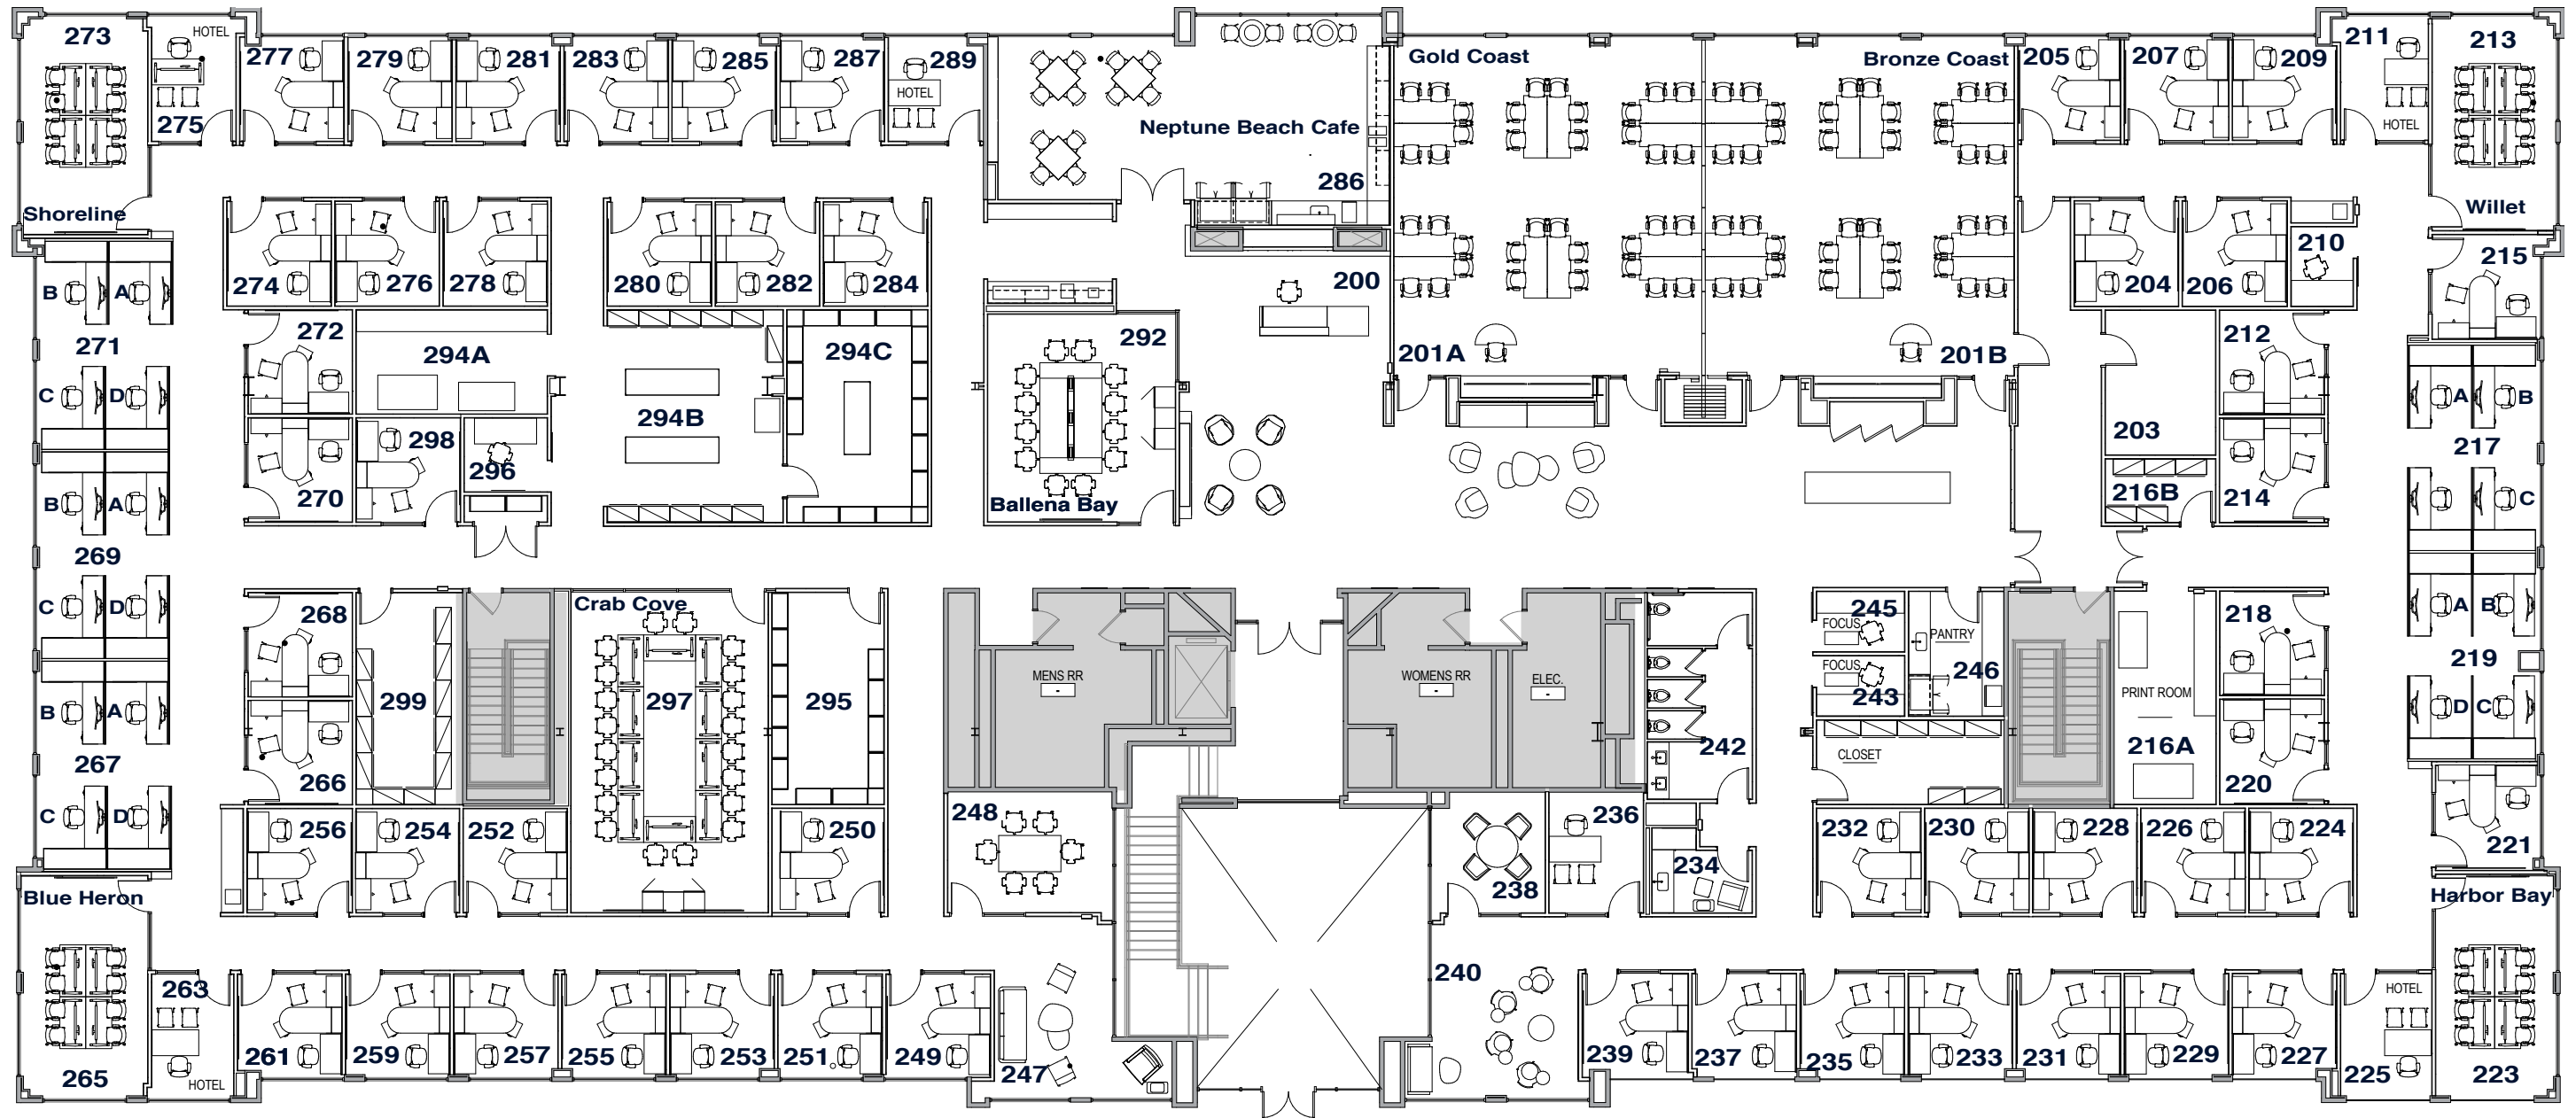 273
HOTEL
275
277
279
281
283
285
287
289
HOTEL
Neptune Beach Cafe
286
Gold Coast
Bronze Coast
205
207
209
211
HOTEL
213
Shoreline
274
276
278
280
282
284
200
201A
201B
204
206
210
Willet
215
B
A
271
C
D
272
294A
294B
294C
292
Ballena Bay
270
298
296
203
212
216B
214
A
B
217
C
B
A
269
C
D
268
299
Crab Cove
297
295
MENS RR
WOMENS RR
ELEC.
242
245
FOCUS
FOCUS
243
PANTRY
246
CLOSET
PRINT ROOM
216A
218
220
A
B
219
D
C
B
A
267
C
D
266
256
254
252
250
248
238
236
234
232
230
228
226
224
221
Blue Heron
Harbor Bay
265
263
HOTEL
261
259
257
255
253
251
249
247
240
239
237
235
233
231
229
227
HOTEL
225
223